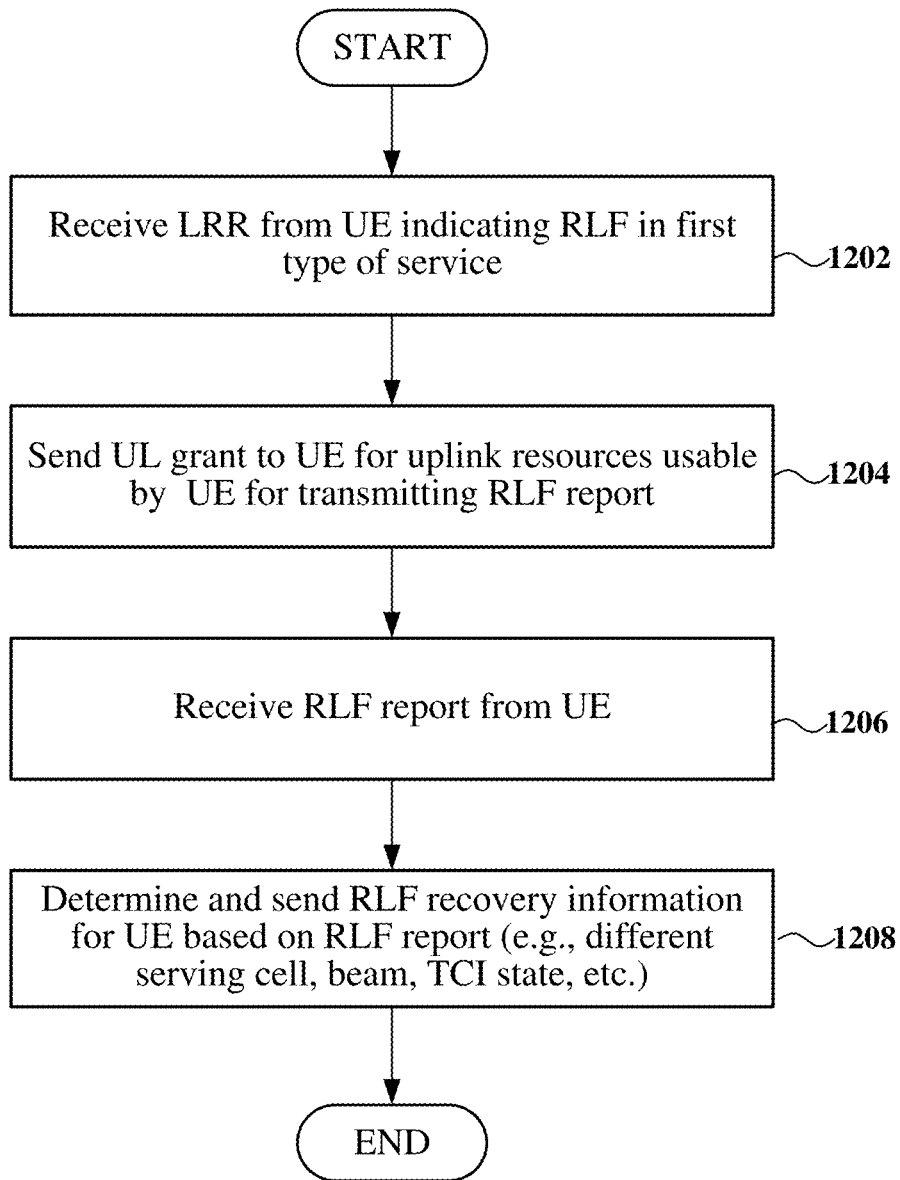 START
Receive LRR from UE indicating RLF in first
type of service
1202
Send UL grant to UE for uplink resources usable
by UE for transmitting RLF report
1204
Receive RLF report from UE
1206
Determine and send RLF recovery information
for UE based on RLF report (e.g., different
serving cell, beam, TCI state, etc.)
1208
END